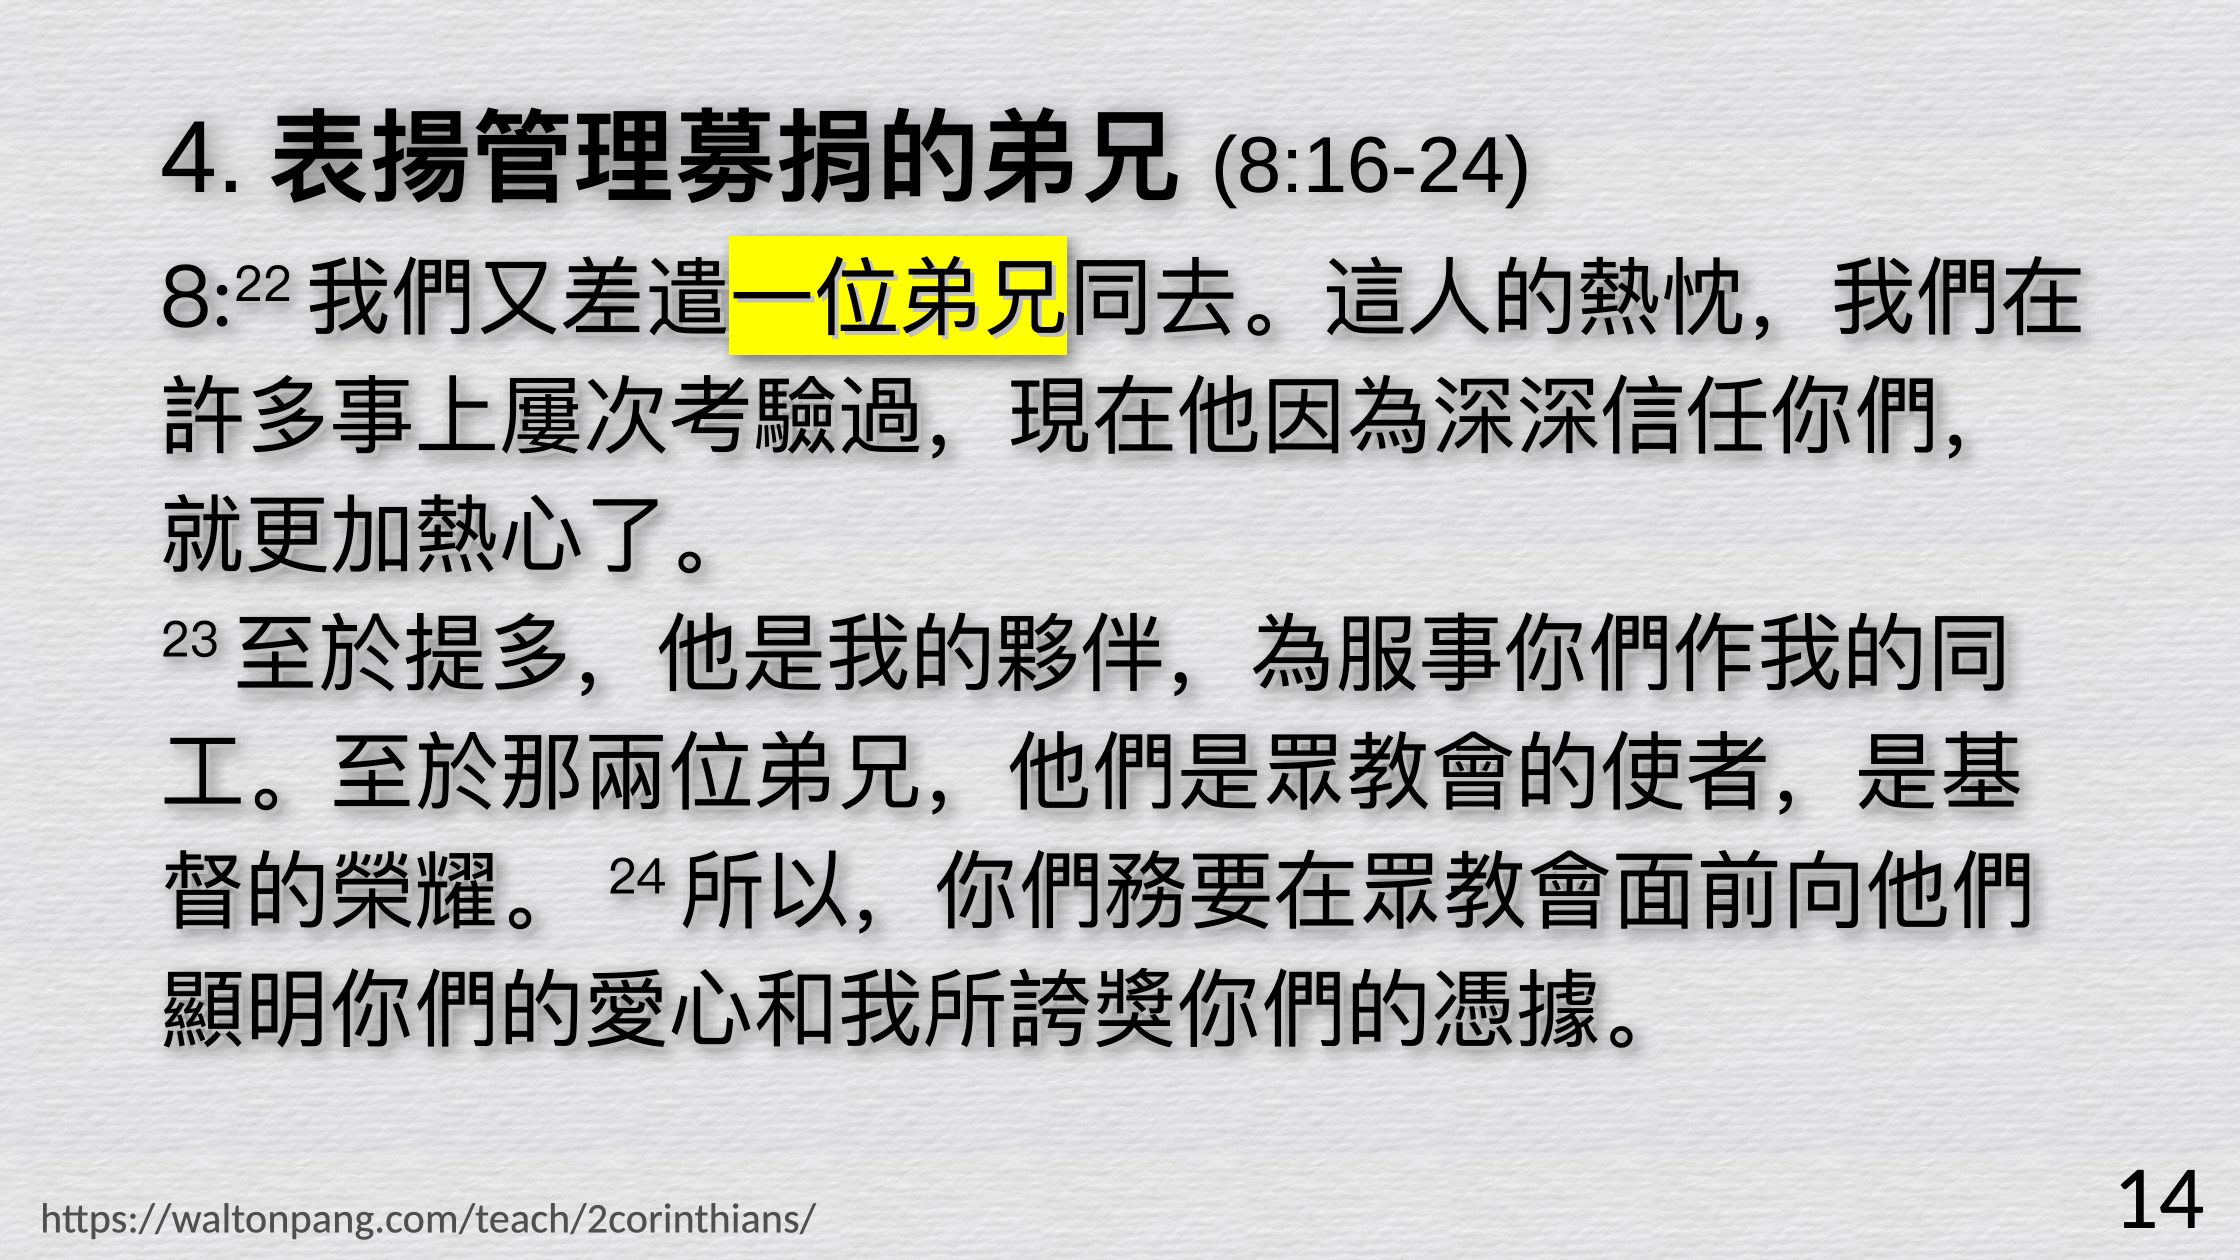 4. 表揚管理募捐的弟兄 (8:16-24)
8:22 我們又差遣一位弟兄同去。這人的熱忱，我們在
許多事上屢次考驗過，現在他因為深深信任你們，
就更加熱心了。
23 至於提多，他是我的夥伴，為服事你們作我的同
工。至於那兩位弟兄，他們是眾教會的使者，是基
督的榮耀。 24 所以，你們務要在眾教會面前向他們
顯明你們的愛心和我所誇獎你們的憑據。
https://waltonpang.com/teach/2corinthians/
14